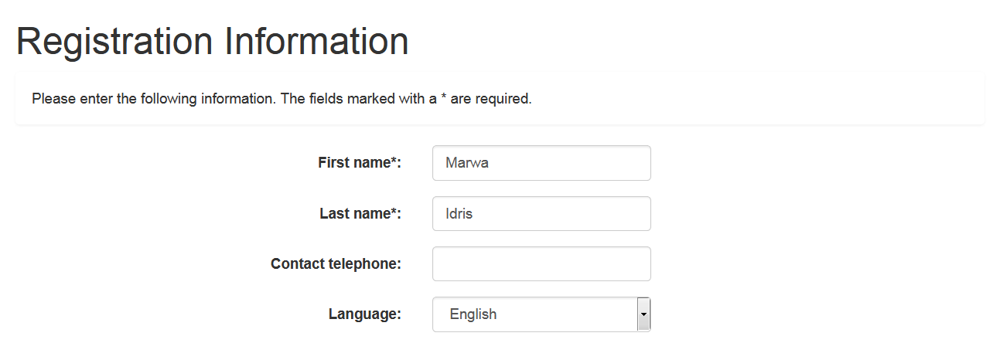 Registration Information
Please enter the following information. The fields marked with a * are required.
First name*: Marwa
Last name*: Idris
Contact telephone:
Language: English